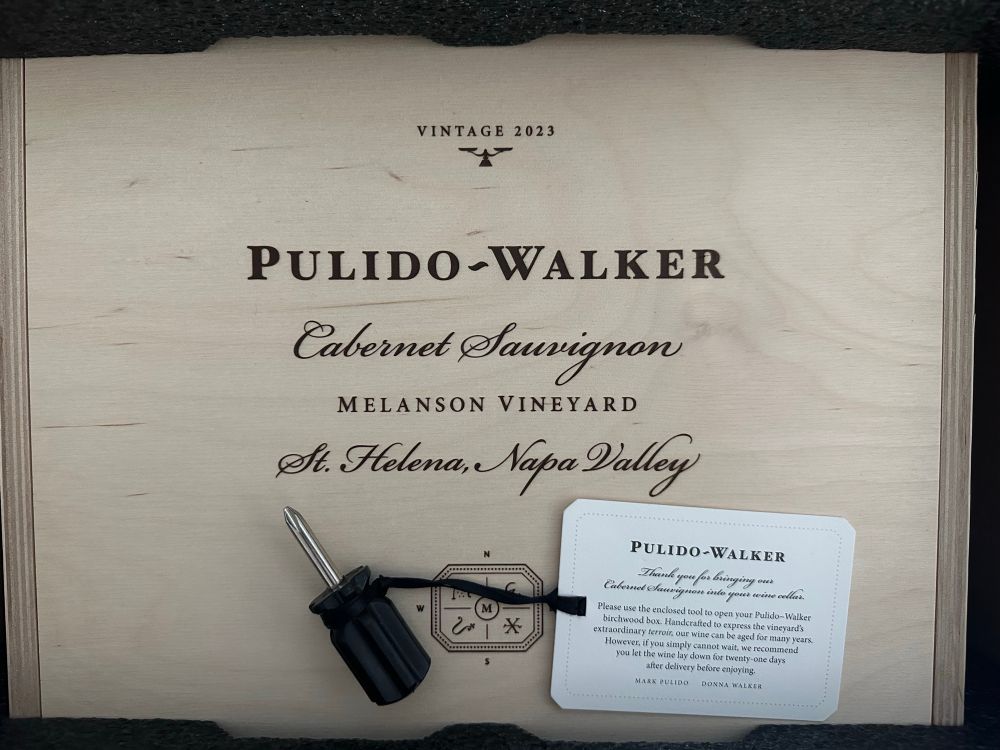 VINTAGE 2023
PULIDO~WALKER
Cabernet Sauvignon
MELANSON VINEYARD
St. Helena, Napa Valley
N
W
M
S
PULIDO~WALKER
Thank you for bringing our
Cabernet Sauvignon into your wine cellar.
Please use the enclosed tool to open your Pulido~Walker
birchwood box. Handcrafted to express the vineyard's
extraordinary terroir, our wine can be aged for many years.
However, if you simply cannot wait, we recommend
you let the wine lay down for twenty-one days
after delivery before enjoying.
MARK PULIDO DONNA WALKER